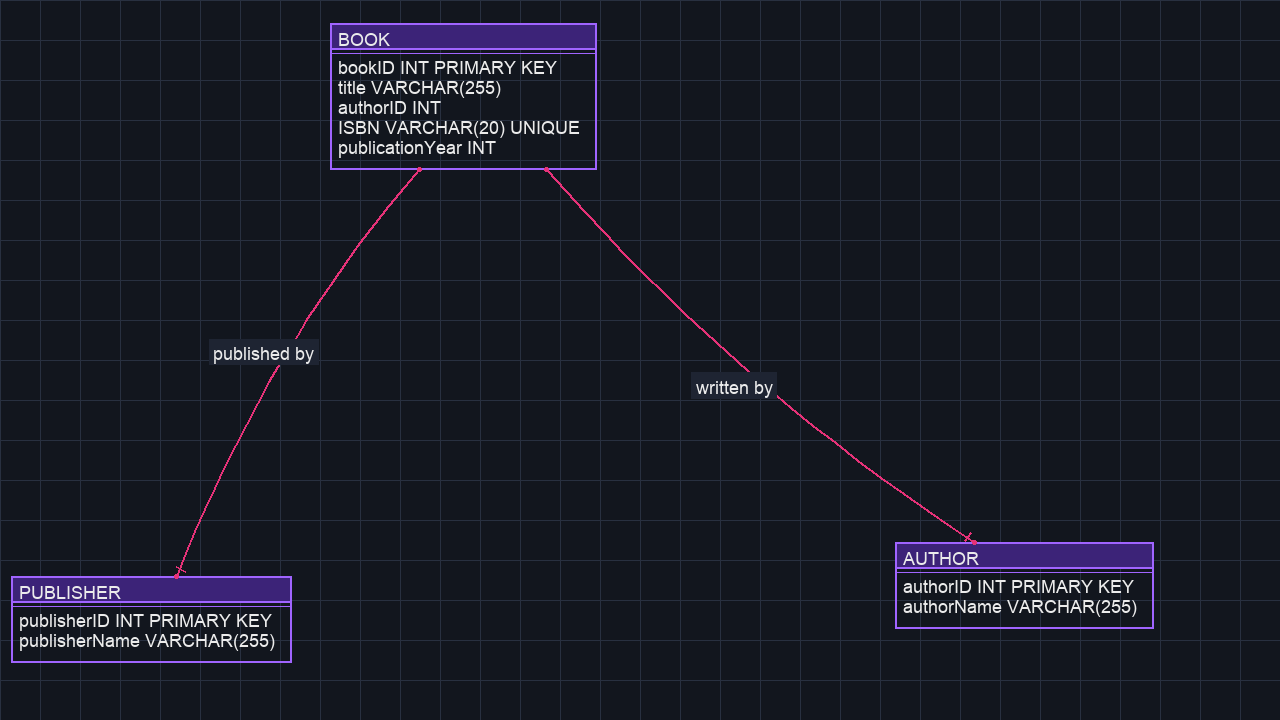 BOOK
bookID INT PRIMARY KEY
title VARCHAR(255)
authorID INT
ISBN VARCHAR(20) UNIQUE
publicationYear INT
published by
written by
PUBLISHER
publisherID INT PRIMARY KEY
publisherName VARCHAR(255)
AUTHOR
authorID INT PRIMARY KEY
authorName VARCHAR(255)